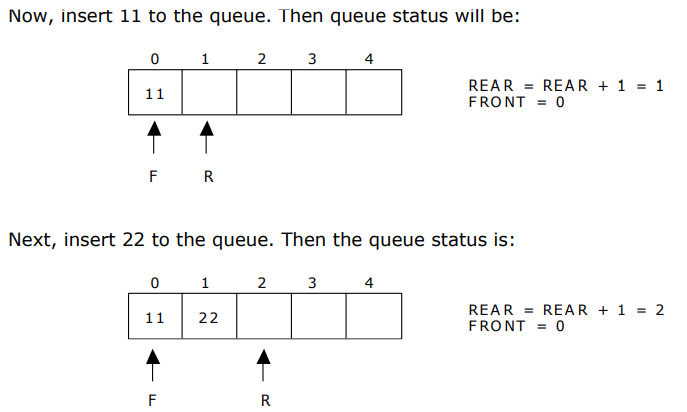 Now, insert 11 to the queue. Then queue status will be:
0 1 2 3 4
11
REAR = REAR + 1 = 1
FRONT = 0
F R
Next, insert 22 to the queue. Then the queue status is:
0 1 2 3 4
11 22
REAR = REAR + 1 = 2
FRONT = 0
F R